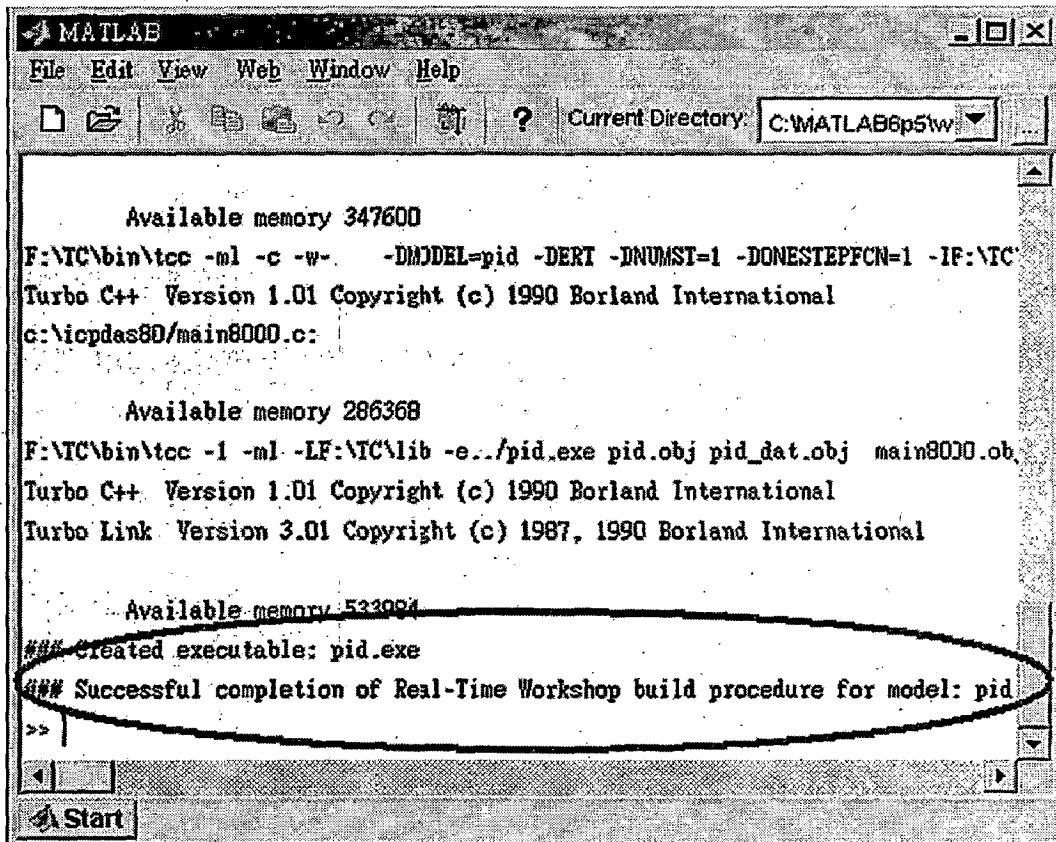 MATLAB
File Edit View Web Window Help
? Current Directory: C:\MATLAB6p5\w ...
Available memory 347600
F:\TC\bin\tcc -ml -c -w- -DMODEL=pid -DERT -DNUMST=1 -DONESTEPFCN=1 -IF:\TC\
Turbo C++ Version 1.01 Copyright (c) 1990 Borland International
c:\icpdas80/main8000.c:
Available memory 286368
F:\TC\bin\tcc -1 -ml -LF:\TC\lib -e../pid.exe pid.obj pid_dat.obj main8000.ob
Turbo C++ Version 1.01 Copyright (c) 1990 Borland International
Turbo Link Version 3.01 Copyright (c) 1987, 1990 Borland International
Available memory
### Created executable: pid.exe
### Successful completion of Real-Time Workshop build procedure for model: pid
>>
Start